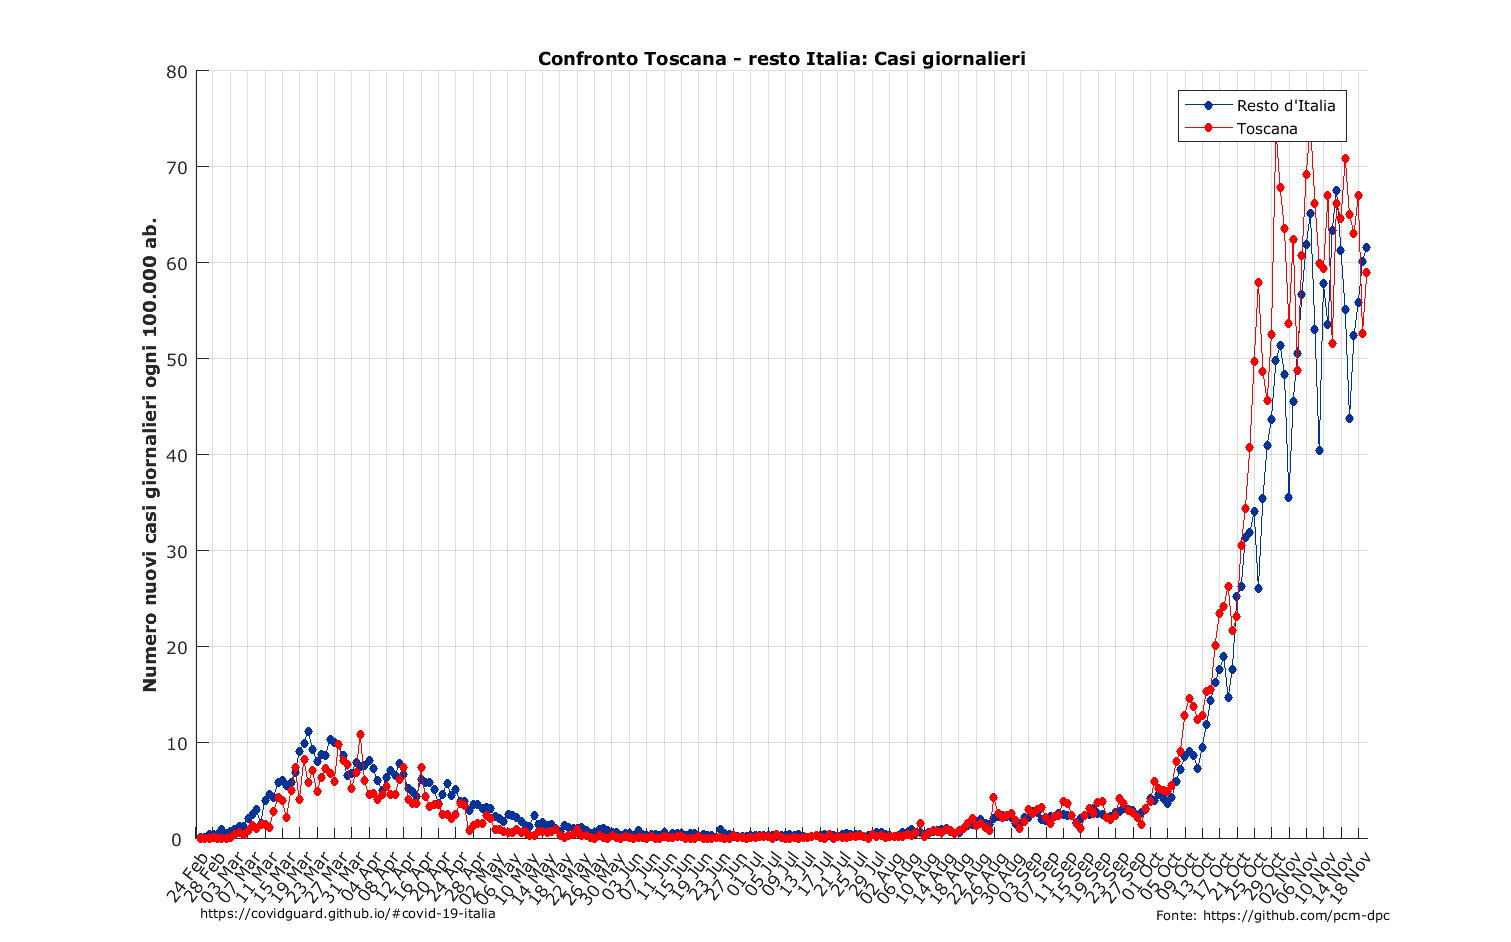 Confronto Toscana - resto Italia: Casi giornalieri
Resto d'Italia
Toscana
Numero nuovi casi giornalieri ogni 100.000 ab.
80
70
60
50
40
30
20
10
0
24 Feb
28 Feb
03 Mar
07 Mar
11 Mar
15 Mar
19 Mar
23 Mar
27 Mar
31 Mar
04 Apr
08 Apr
12 Apr
16 Apr
20 Apr
24 Apr
28 Apr
02 May
06 May
10 May
14 May
18 May
22 May
26 May
30 May
03 Jun
07 Jun
11 Jun
15 Jun
19 Jun
23 Jun
27 Jun
01 Jul
05 Jul
09 Jul
13 Jul
17 Jul
21 Jul
25 Jul
29 Jul
02 Aug
06 Aug
10 Aug
14 Aug
18 Aug
22 Aug
26 Aug
30 Aug
03 Sep
07 Sep
11 Sep
15 Sep
19 Sep
23 Sep
27 Sep
01 Oct
05 Oct
09 Oct
13 Oct
17 Oct
21 Oct
25 Oct
29 Oct
02 Nov
06 Nov
10 Nov
14 Nov
18 Nov
https://covidguard.github.io/#covid-19-italia
Fonte: https://github.com/pcm-dpc